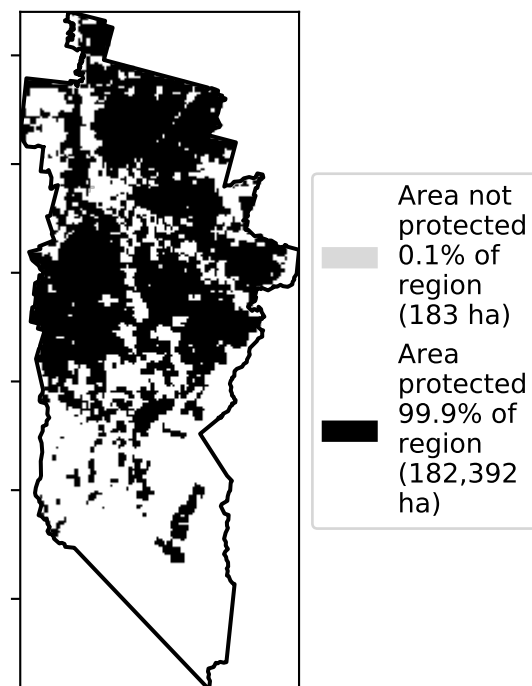 Area not
protected
0.1% of
region
(183 ha)
Area
protected
99.9% of
region
(182,392
ha)